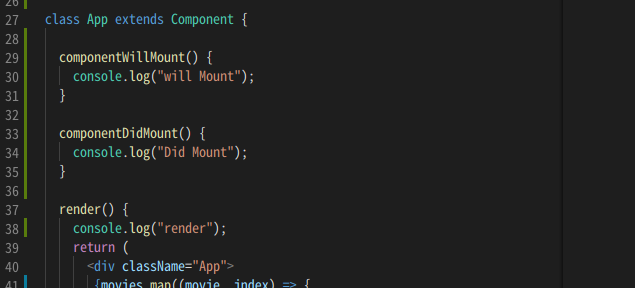 26
27 class App extends Component {
28
29 componentWillMount() {
30 console.log("will Mount");
31 }
32
33 componentDidMount() {
34 console.log("Did Mount");
35 }
36
37 render() {
38 console.log("render");
39 return (
40 <div className="App">
41 {movies.map((movie, index) => {